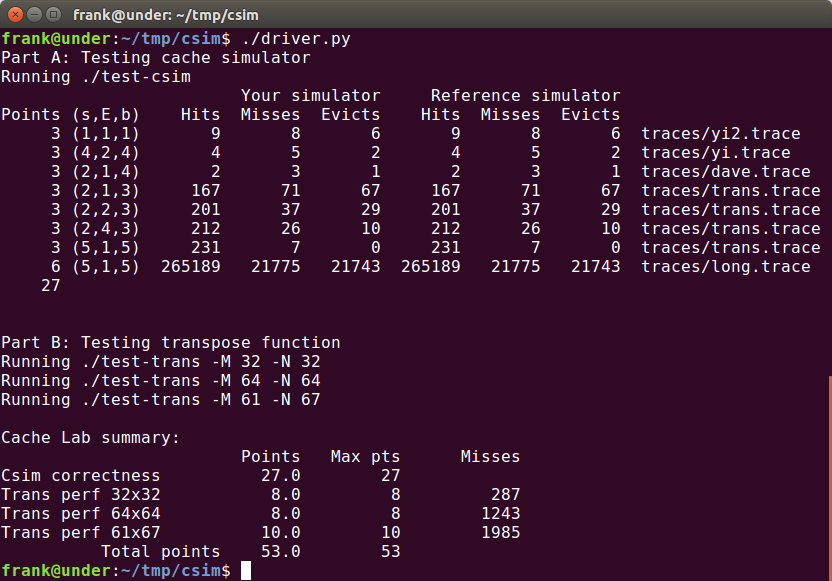 frank@under: ~/tmp/csim
frank@under:~/tmp/csim$ ./driver.py
Part A: Testing cache simulator
Running ./test-csim
                        Your simulator     Reference simulator
Points (s,E,b)    Hits  Misses  Evicts    Hits  Misses  Evicts
     3 (1,1,1)       9       8       6       9       8       6  traces/yi2.trace
     3 (4,2,4)       4       5       2       4       5       2  traces/yi.trace
     3 (2,1,4)       2       3       1       2       3       1  traces/dave.trace
     3 (2,1,3)     167      71      67     167      71      67  traces/trans.trace
     3 (2,2,3)     201      37      29     201      37      29  traces/trans.trace
     3 (2,4,3)     212      26      10     212      26      10  traces/trans.trace
     3 (5,1,5)     231       7       0     231       7       0  traces/trans.trace
     6 (5,1,5)  265189   21775   21743  265189   21775   21743  traces/long.trace
    27
Part B: Testing transpose function
Running ./test-trans -M 32 -N 32
Running ./test-trans -M 64 -N 64
Running ./test-trans -M 61 -N 67
Cache Lab summary:
                        Points   Max pts      Misses
Csim correctness          27.0        27
Trans perf 32x32           8.0         8         287
Trans perf 64x64           8.0         8        1243
Trans perf 61x67          10.0        10        1985
          Total points    53.0        53
frank@under:~/tmp/csim$